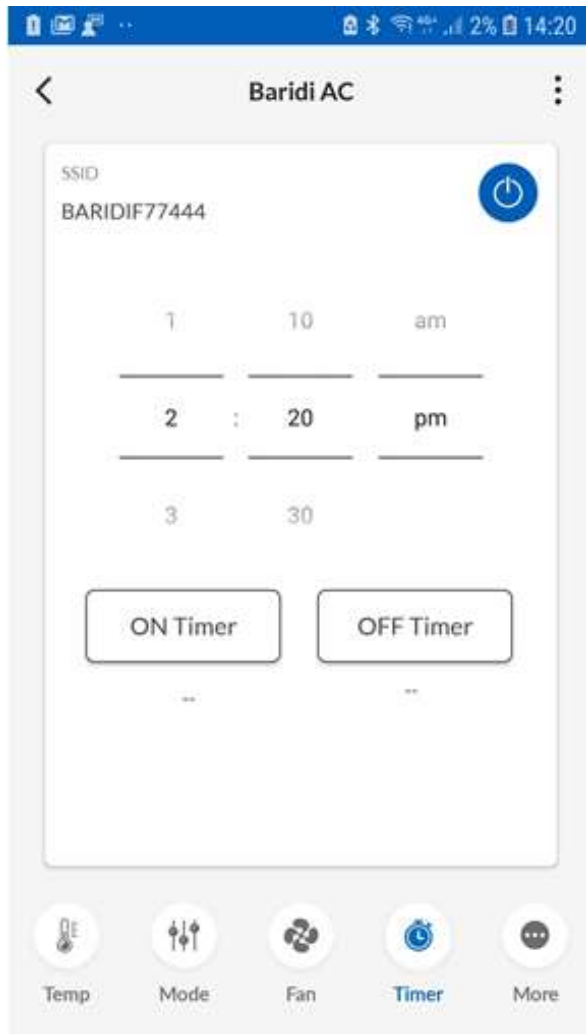 2% 14:20
Baridi AC
SSID
BARIDIF77444
1 10 am
2 : 20 pm
3 30
ON Timer OFF Timer
-- --
Temp Mode Fan Timer More